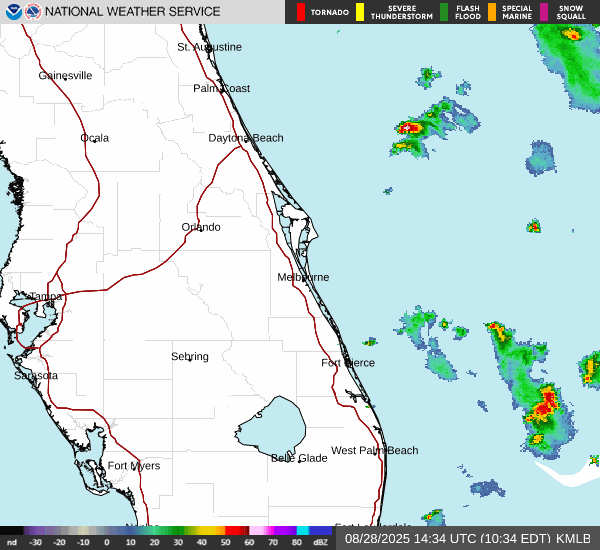 NATIONAL WEATHER SERVICE
TORNADO
SEVERE THUNDERSTORM
FLASH FLOOD
SPECIAL MARINE
SNOW SQUALL
St. Augustine
Gainesville
Palm Coast
Ocala
Daytona Beach
Orlando
Melbourne
Tampa
Sebring
Fort Pierce
Sarasota
West Palm Beach
Belle Glade
Fort Myers
nd -30 -20 -10 0 10 20 30 40 50 60 70 80 dBZ
08/28/2025 14:34 UTC (10:34 EDT) KMLB